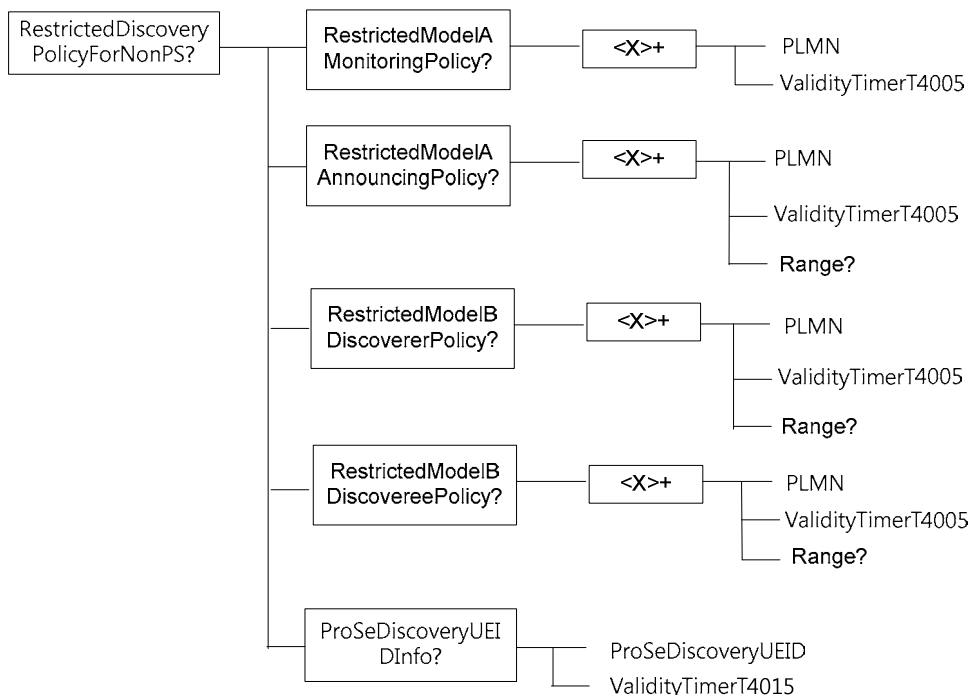 RestrictedDiscovery
PolicyForNonPS?
RestrictedModelA
MonitoringPolicy?
<X>+
PLMN
ValidityTimerT4005
RestrictedModelA
AnnouncingPolicy?
<X>+
PLMN
ValidityTimerT4005
Range?
RestrictedModelB
DiscovererPolicy?
<X>+
PLMN
ValidityTimerT4005
Range?
RestrictedModelB
DiscovereePolicy?
<X>+
PLMN
ValidityTimerT4005
Range?
ProSeDiscoveryUEI
DInfo?
ProSeDiscoveryUEID
ValidityTimerT4015